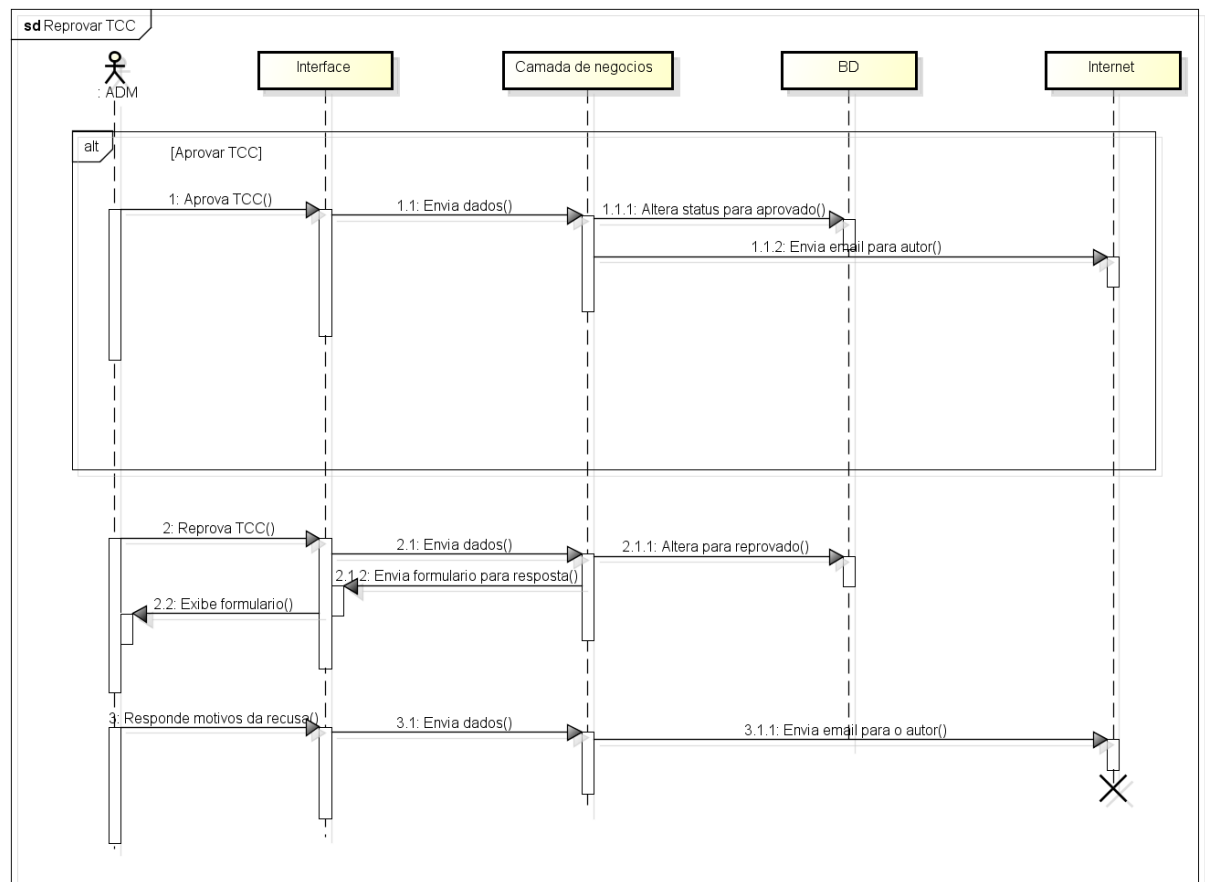 sd Reprovar TCC
: ADM
Interface
Camada de negocios
BD
Internet
alt
[Aprovar TCC]
1: Aprova TCC()
1.1: Envia dados()
1.1.1: Altera status para aprovado()
1.1.2: Envia email para autor()
2: Reprova TCC()
2.1: Envia dados()
2.1.1: Altera para reprovado()
2.1.2: Envia formulario para resposta()
2.2: Exibe formulario()
3: Responde motivos da recusa()
3.1: Envia dados()
3.1.1: Envia email para o autor()